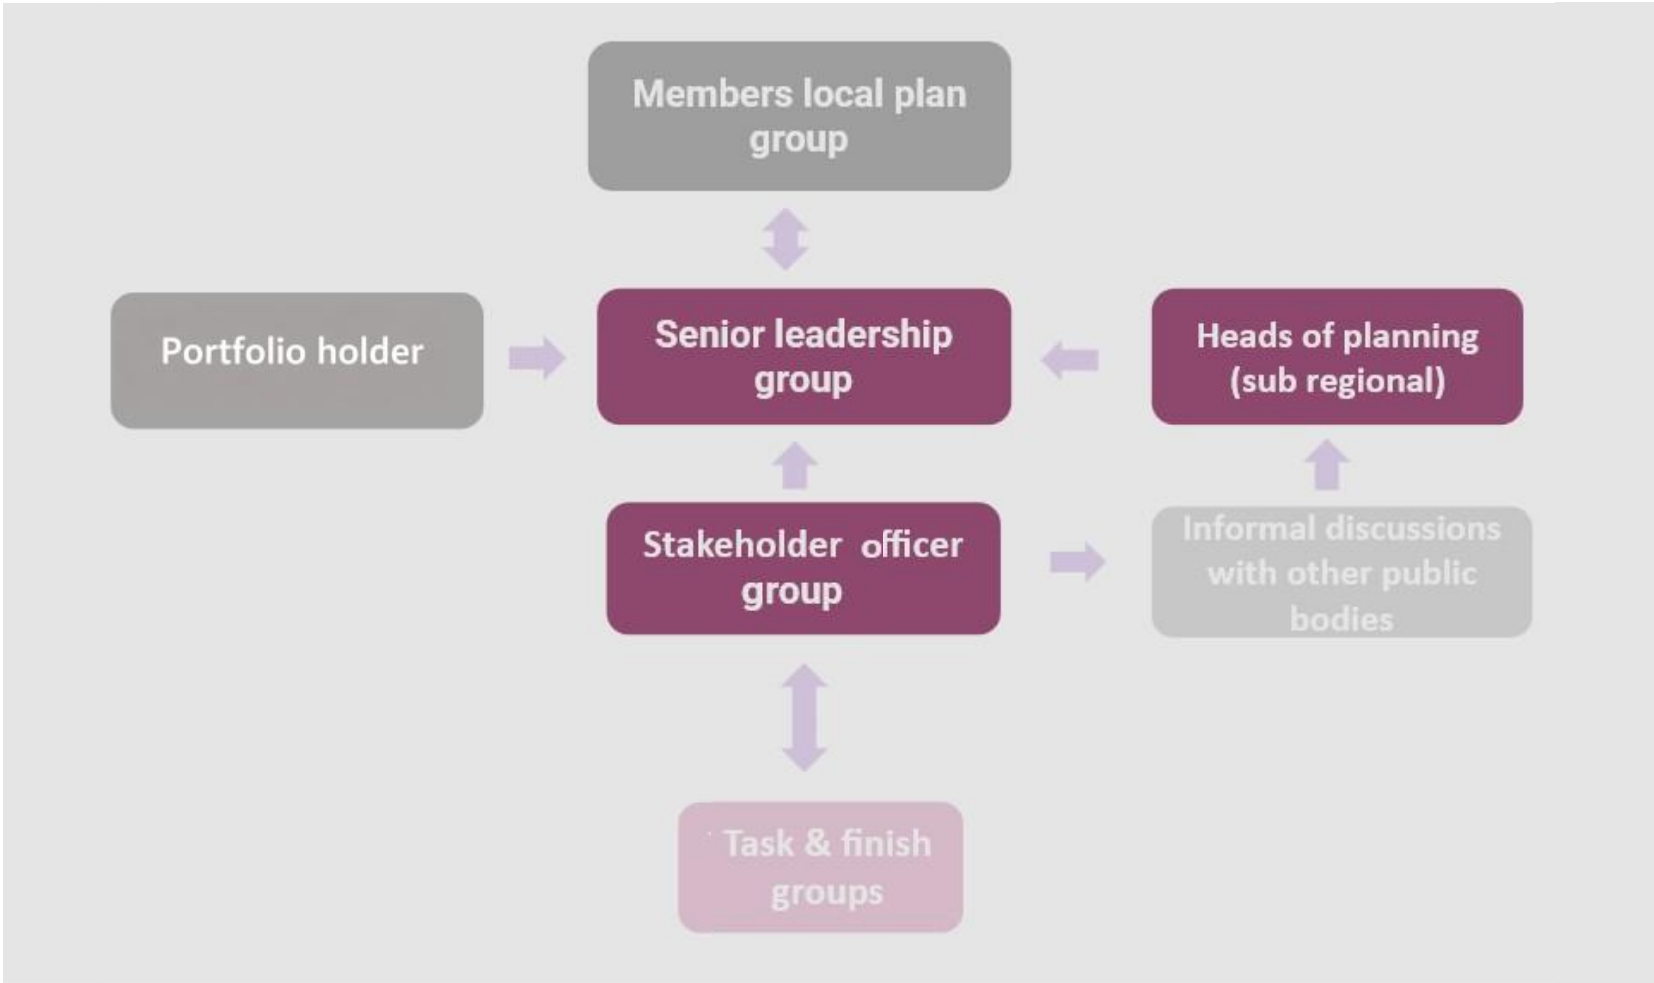 Members local plan
group
Portfolio holder
Senior leadership
group
Heads of planning
(sub regional)
Stakeholder officer
group
Informal discussions
with other public
bodies
Task & finish
groups